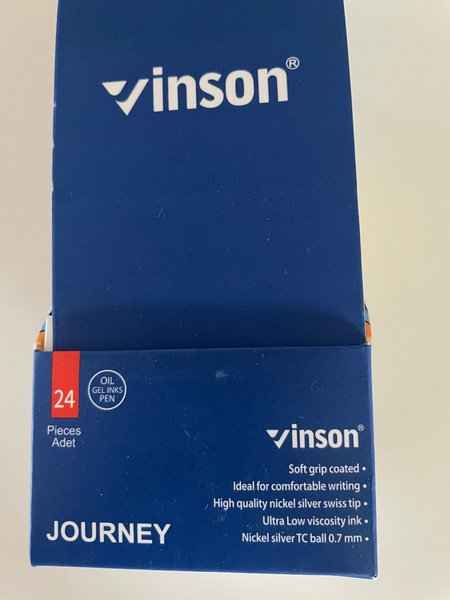 Vinson®
24
OIL
GEL INKS
PEN
Pieces
Adet
Vinson®
Soft grip coated •
Ideal for comfortable writing •
High quality nickel silver swiss tip •
Ultra Low viscosity ink •
Nickel silver TC ball 0.7 mm •
JOURNEY